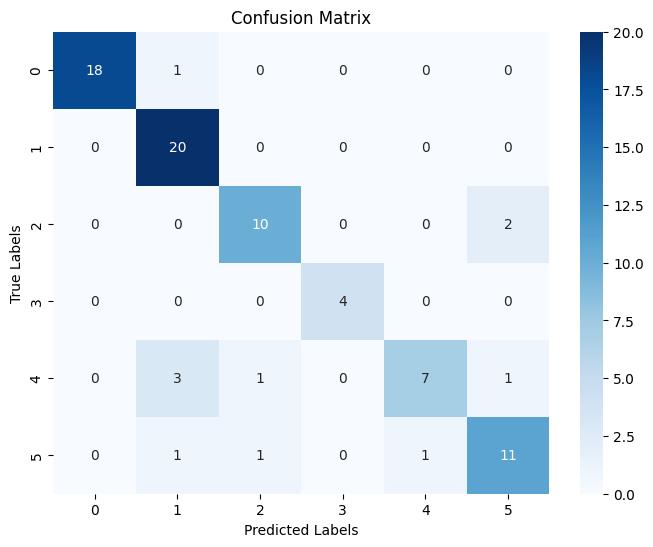 Confusion Matrix
0 18 1 0 0 0 0
1 0 20 0 0 0 0
2 0 0 10 0 0 2
3 0 0 0 4 0 0
4 0 3 1 0 7 1
5 0 1 1 0 1 11
0 1 2 3 4 5
True Labels
Predicted Labels
20.0
17.5
15.0
12.5
10.0
7.5
5.0
2.5
0.0